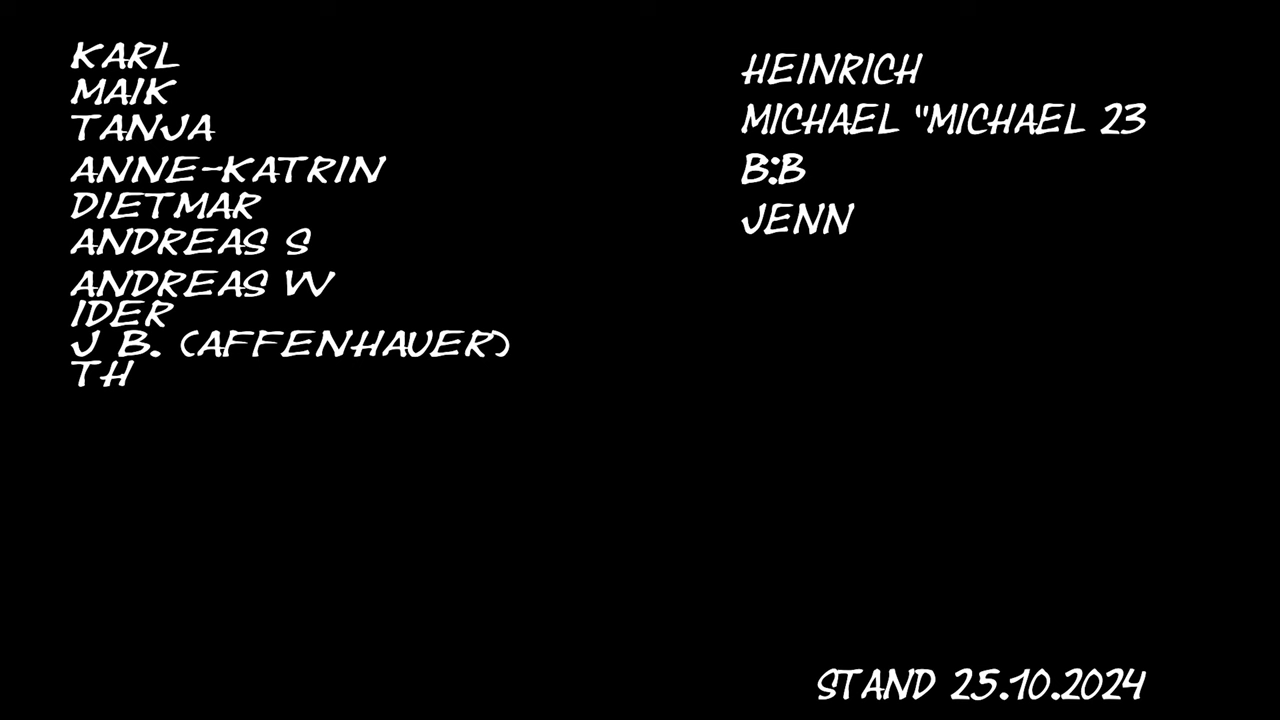 KARL
MAIK
TANJA
ANNE-KATRIN
DIETMAR
ANDREAS S
ANDREAS W
IDER
J B. (AFFENHAUER)
TH
HEINRICH
MICHAEL "MICHAEL 23
B:B
JENN
STAND 25.10.2024